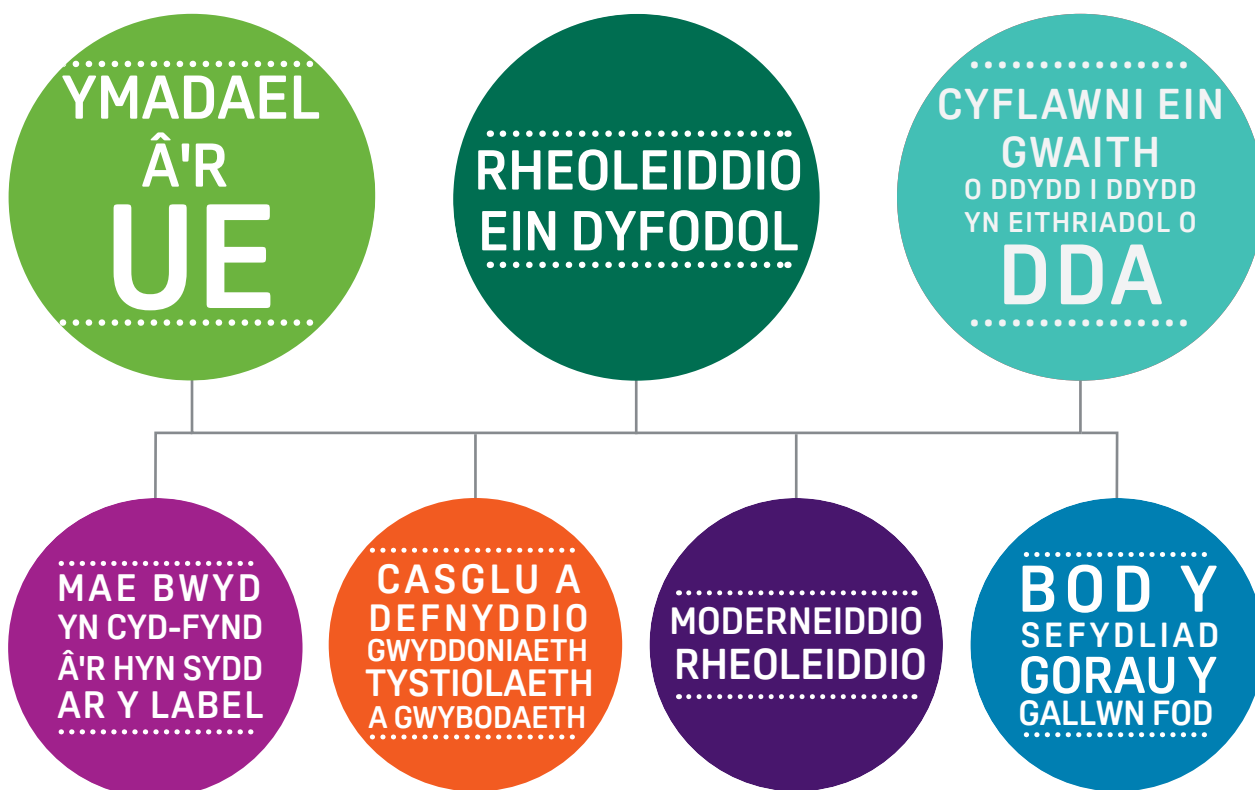 YMADAEL
Â'R
UE
RHEOLEIDDIO
EIN DYFODOL
CYFLAWNI EIN
GWAITH
O DDYDD I DDYDD
YN EITHRIADOL O
DDA
MAE BWYD
YN CYD-FYND
Â'R HYN SYDD
AR Y LABEL
CASGLU A
DEFNYDDIO
GWYDDONIAETH
TYSTIOLAETH
A GWYBODAETH
MODERNEIDDIO
RHEOLEIDDIO
BOD Y
SEFYDLIAD
GORAU Y
GALLWN FOD